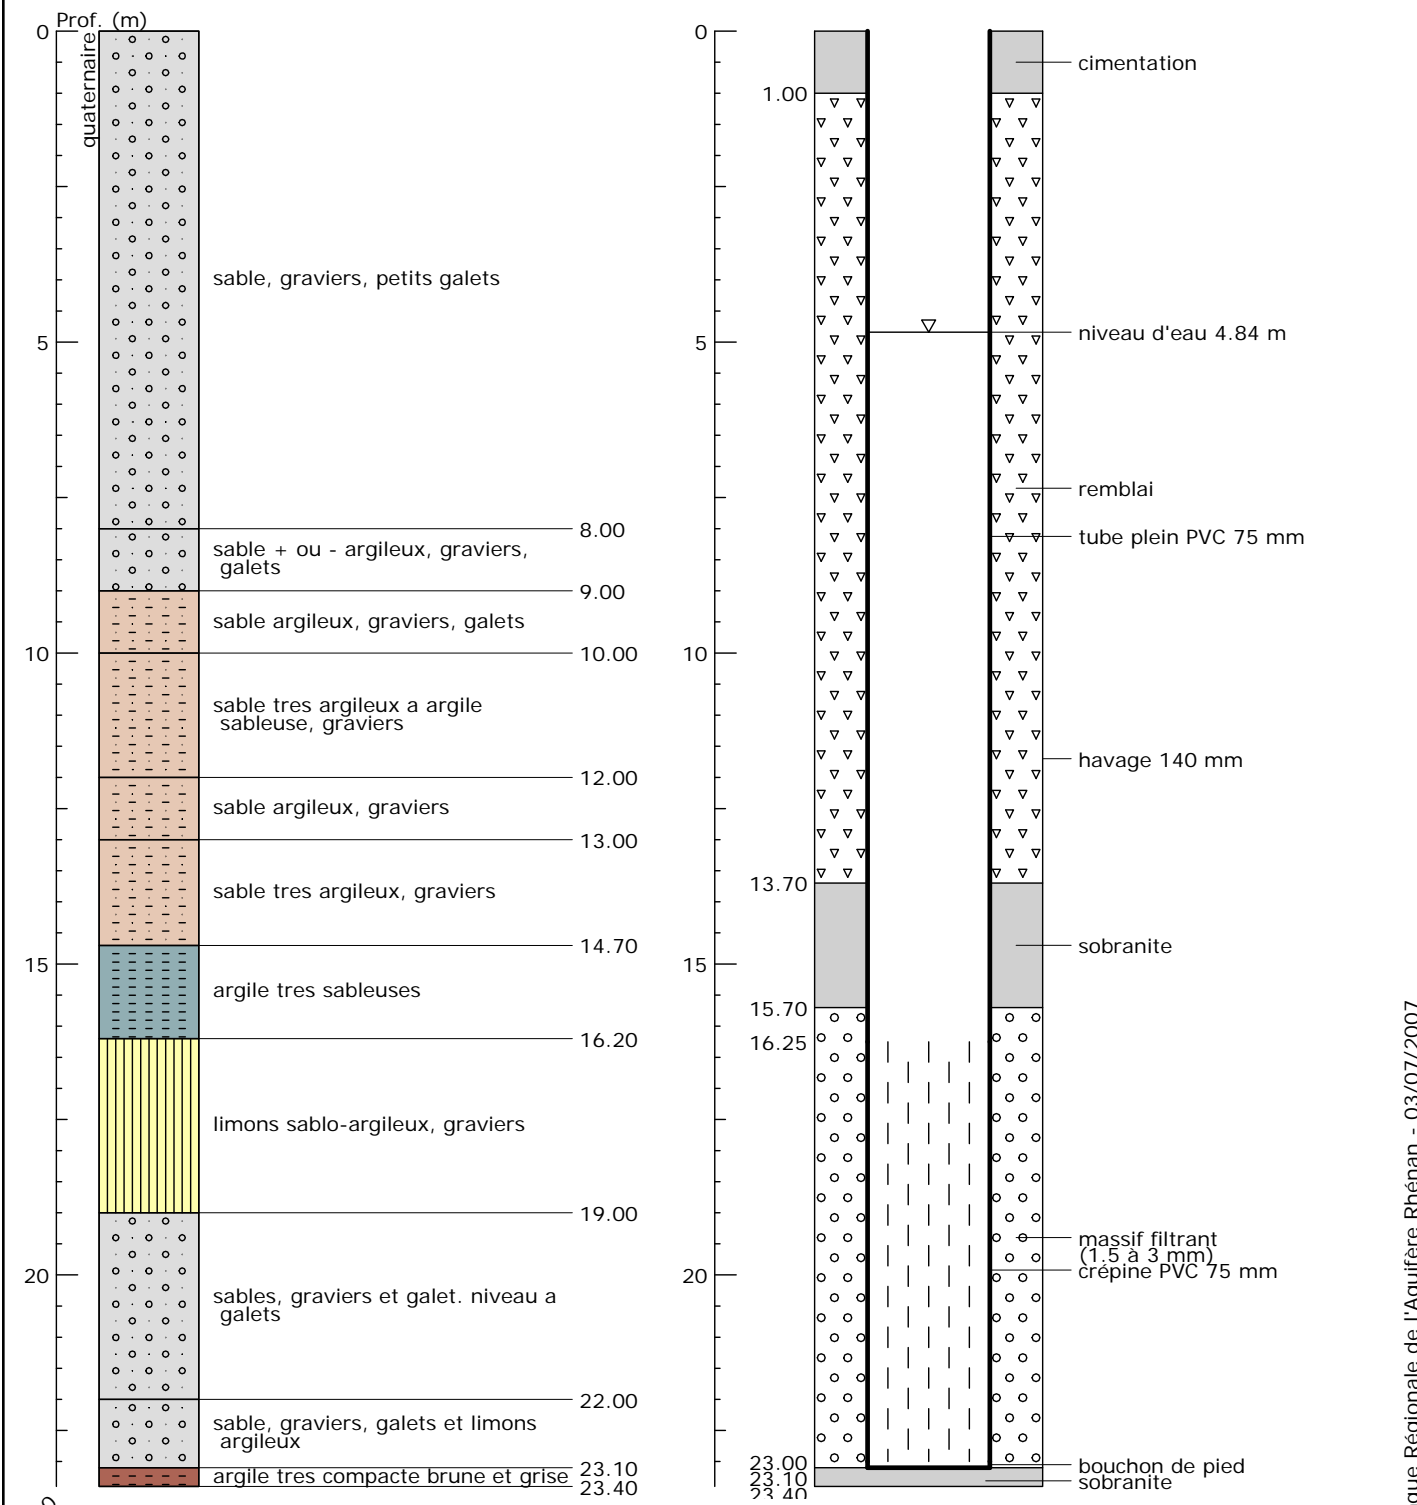 Prof. (m)
quaternaire
0
5
10
15
20
sable, graviers, petits galets
8.00
sable + ou - argileux, graviers,
galets
9.00
sable argileux, graviers, galets
10.00
sable tres argileux a argile
sableuse, graviers
12.00
sable argileux, graviers
13.00
sable tres argileux, graviers
14.70
argile tres sableuses
16.20
limons sablo-argileux, graviers
19.00
sables, graviers et galet. niveau a
galets
22.00
sable, graviers, galets et limons
argileux
23.10
argile tres compacte brune et grise
23.40
0
5
10
15
20
1.00
13.70
15.70
16.25
23.00
23.10
23.40
cimentation
niveau d'eau 4.84 m
remblai
tube plein PVC 75 mm
havage 140 mm
sobranite
massif filtrant
(1.5 à 3 mm)
crépine PVC 75 mm
bouchon de pied
sobranite
que Régionale de l'Aquifère Rhénan - 03/07/2007